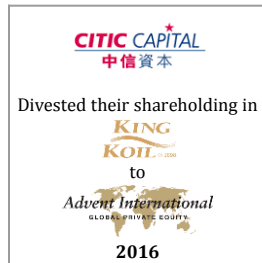 CITIC CAPITAL
中信資本
Divested their shareholding in
KING
KOIL
to
Advent International
GLOBAL PRIVATE EQUITY
2016